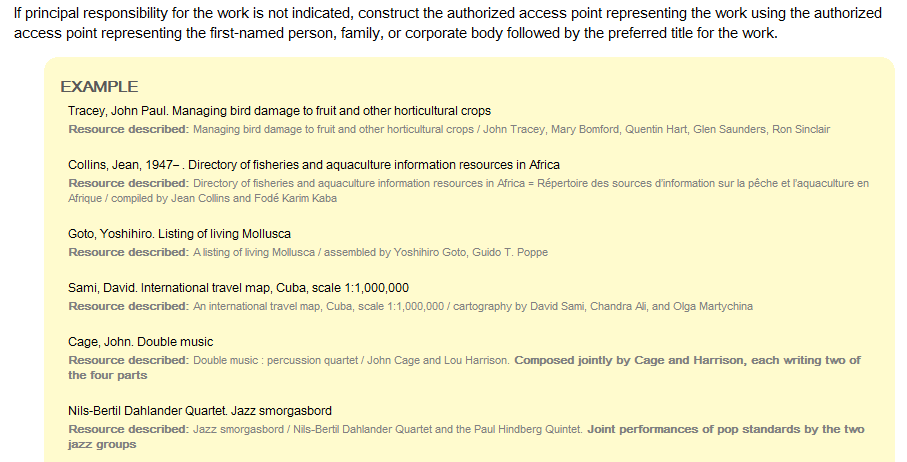 If principal responsibility for the work is not indicated, construct the authorized access point representing the work using the authorized
access point representing the first-named person, family, or corporate body followed by the preferred title for the work.
EXAMPLE
Tracey, John Paul. Managing bird damage to fruit and other horticultural crops
Resource described: Managing bird damage to fruit and other horticultural crops / John Tracey, Mary Bomford, Quentin Hart, Glen Saunders, Ron Sinclair
Collins, Jean, 1947– . Directory of fisheries and aquaculture information resources in Africa
Resource described: Directory of fisheries and aquaculture information resources in Africa = Répertoire des sources d'information sur la pêche et l'aquaculture en
Afrique / compiled by Jean Collins and Fodé Karim Kaba
Goto, Yoshihiro. Listing of living Mollusca
Resource described: A listing of living Mollusca / assembled by Yoshihiro Goto, Guido T. Poppe
Sami, David. International travel map, Cuba, scale 1:1,000,000
Resource described: An international travel map, Cuba, scale 1:1,000,000 / cartography by David Sami, Chandra Ali, and Olga Martychina
Cage, John. Double music
Resource described: Double music : percussion quartet / John Cage and Lou Harrison. Composed jointly by Cage and Harrison, each writing two of
the four parts
Nils-Bertil Dahlander Quartet. Jazz smorgasbord
Resource described: Jazz smorgasbord / Nils-Bertil Dahlander Quartet and the Paul Hindberg Quintet. Joint performances of pop standards by the two
jazz groups